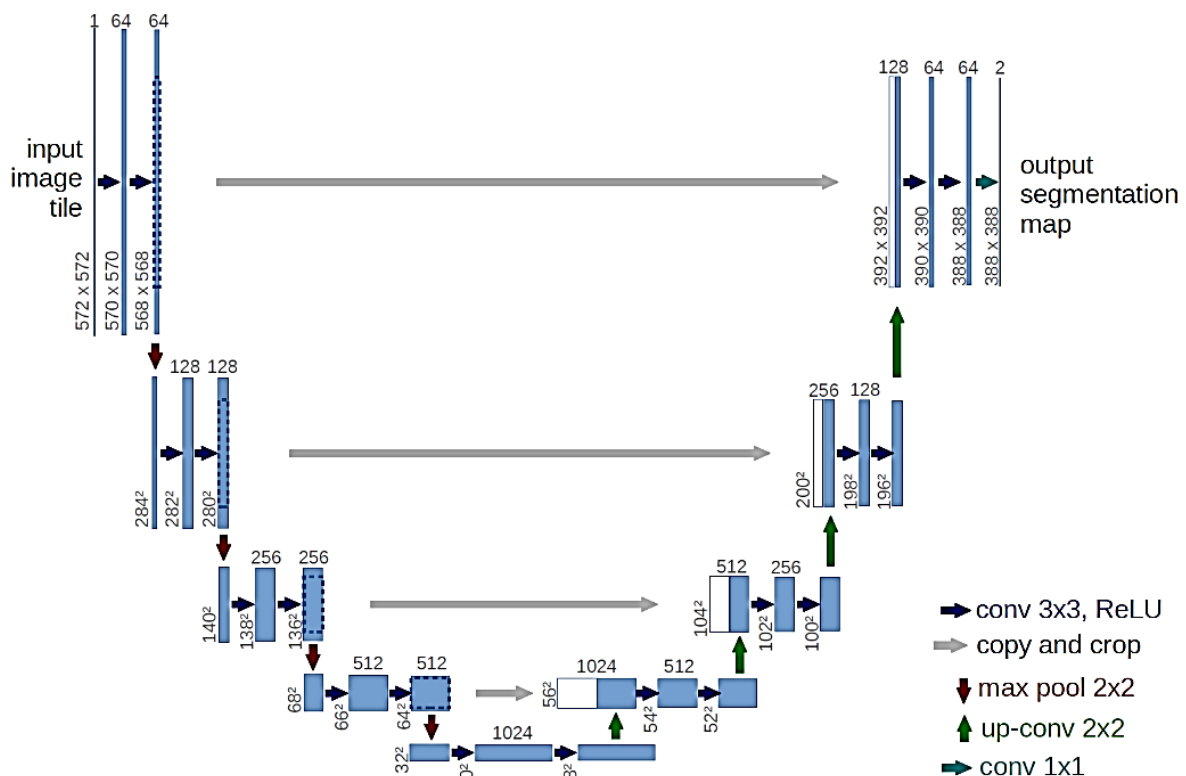 1 64 64
128 64 64 2
input
image
tile
output
segmentation
map
572 x 572
570 x 570
568 x 568
392 x 392
390 x 390
388 x 388
388 x 388
128 128
256 128
284²
282²
280²
200²
198²
196²
256 256
512 256
140²
138²
136²
104²
102²
100²
512 512
1024 512
68²
66²
64²
56²
54²
52²
1024
32²
conv 3x3, ReLU
copy and crop
max pool 2x2
up-conv 2x2
conv 1x1